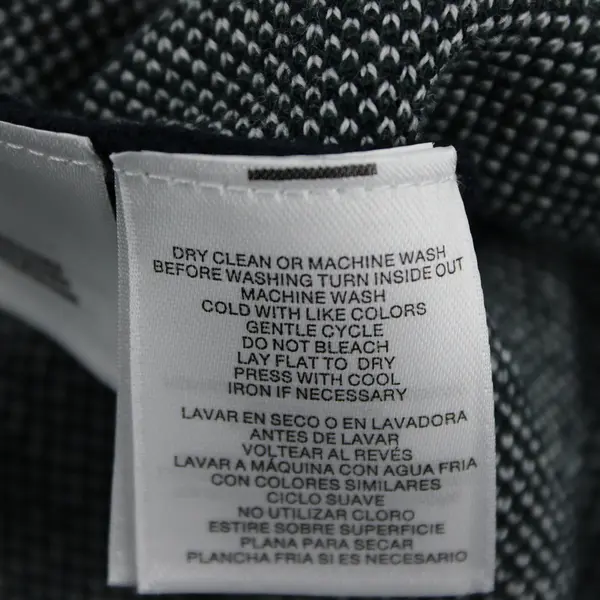 DRY CLEAN OR MACHINE WASH
BEFORE WASHING TURN INSIDE OUT
MACHINE WASH
COLD WITH LIKE COLORS
GENTLE CYCLE
DO NOT BLEACH
LAY FLAT TO DRY
PRESS WITH COOL
IRON IF NECESSARY
LAVAR EN SECO O EN LAVADORA
ANTES DE LAVAR
VOLTEAR AL REVÉS
LAVAR A MÁQUINA CON AGUA FRIA
CON COLORES SIMILARES
CICLO SUAVE
NO UTILIZAR CLORO
ESTIRE SOBRE SUPERFICIE
PLANA PARA SECAR
PLANCHA FRIA SI ES NECESARIO